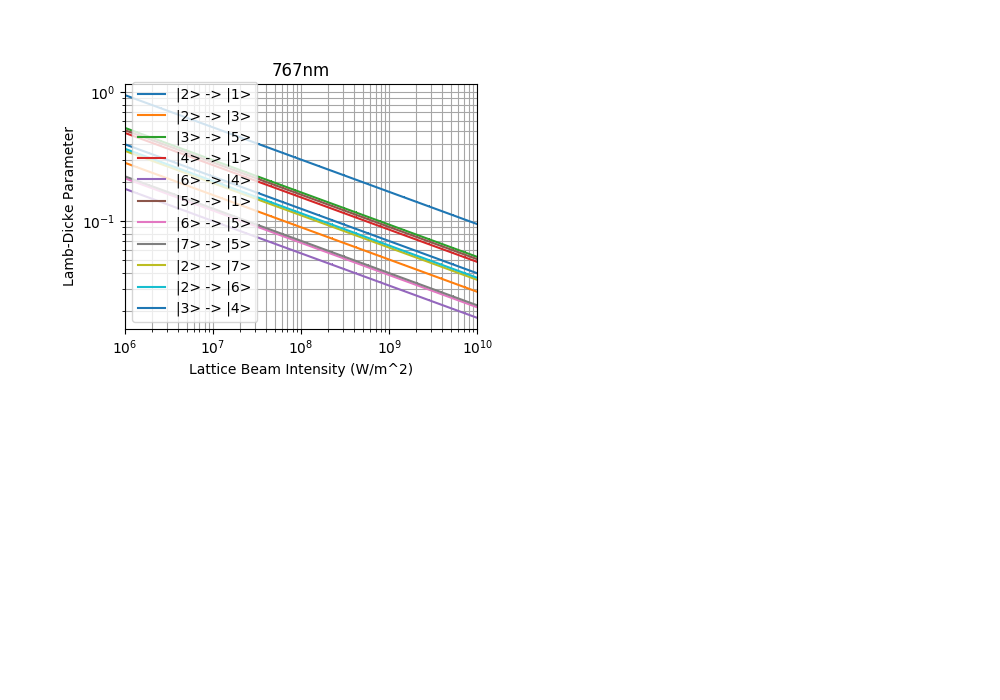 767nm
Lamb-Dicke Parameter
10^0
10^-1
|2> -> |1>
|2> -> |3>
|3> -> |5>
|4> -> |1>
|6> -> |4>
|5> -> |1>
|6> -> |5>
|7> -> |5>
|2> -> |7>
|2> -> |6>
|3> -> |4>
10^6 10^7 10^8 10^9 10^10
Lattice Beam Intensity (W/m^2)